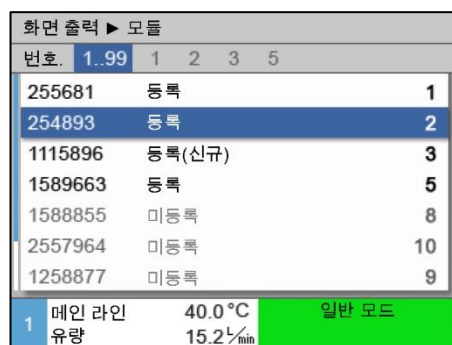 화면 출력 ▶ 모듈
번호. 1..99 1 2 3 5
255681 등록 1
254893 등록 2
1115896 등록(신규) 3
1589663 등록 5
1588855 미등록 8
2557964 미등록 10
1258877 미등록 9
1 메인 라인 40.0 °C 일반 모드
유량 15.2 L/min